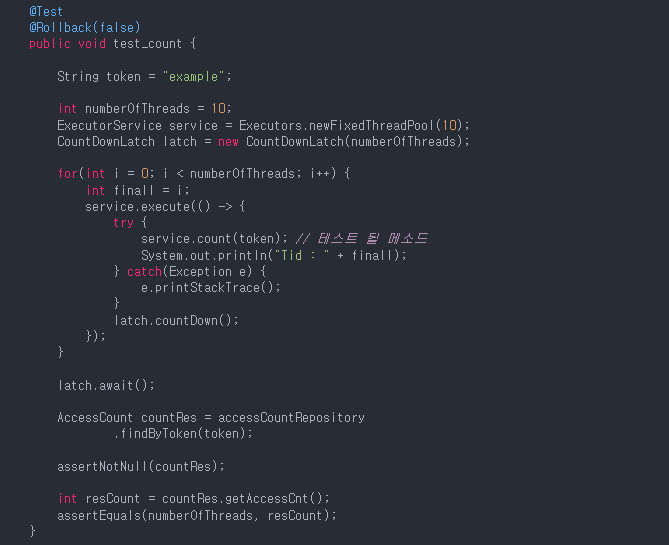 @Test
@Rollback(false)
public void test_count {
String token = "example";
int numberOfThreads = 10;
ExecutorService service = Executors.newFixedThreadPool(10);
CountDownLatch latch = new CountDownLatch(numberOfThreads);
for(int i = 0; i < numberOfThreads; i++) {
int finalI = i;
service.execute(() -> {
try {
service.count(token); // 테스트 될 메소드
System.out.println("Tid : " + finalI);
} catch(Exception e) {
e.printStackTrace();
}
latch.countDown();
});
}
latch.await();
AccessCount countRes = accessCountRepository
.findByToken(token);
assertNotNull(countRes);
int resCount = countRes.getAccessCnt();
assertEquals(numberOfThreads, resCount);
}